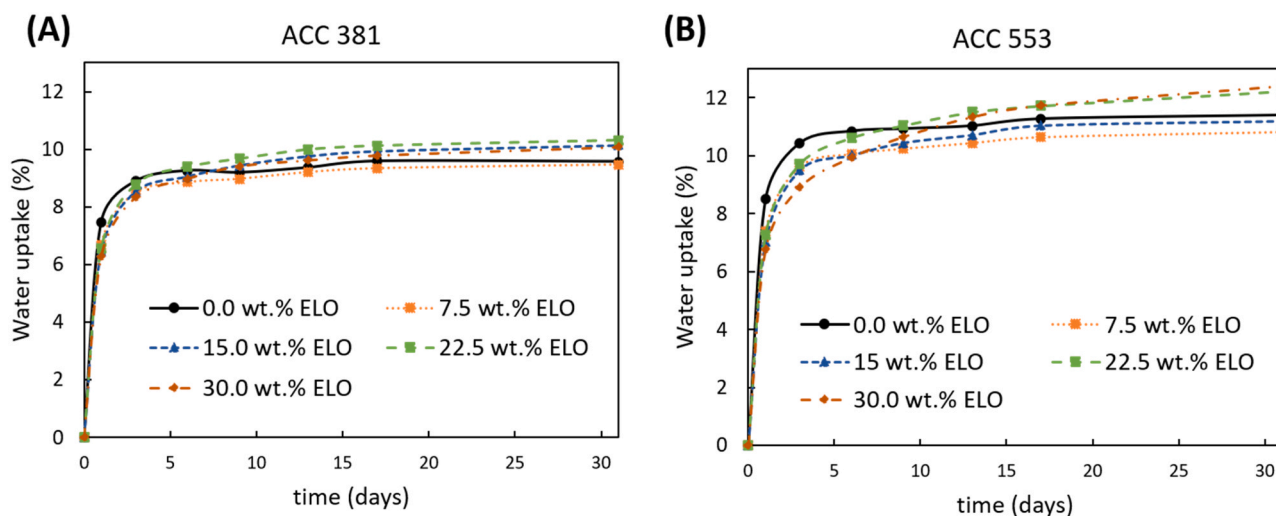 (A)
ACC 381
Water uptake (%)
12
10
8
6
4
2
0
0 5 10 15 20 25 30
time (days)
0.0 wt.% ELO 7.5 wt.% ELO
15.0 wt.% ELO 22.5 wt.% ELO
30.0 wt.% ELO
(B)
ACC 553
Water uptake (%)
12
10
8
6
4
2
0
0 5 10 15 20 25 30
time (days)
0.0 wt.% ELO 7.5 wt.% ELO
15 wt.% ELO 22.5 wt.% ELO
30.0 wt.% ELO